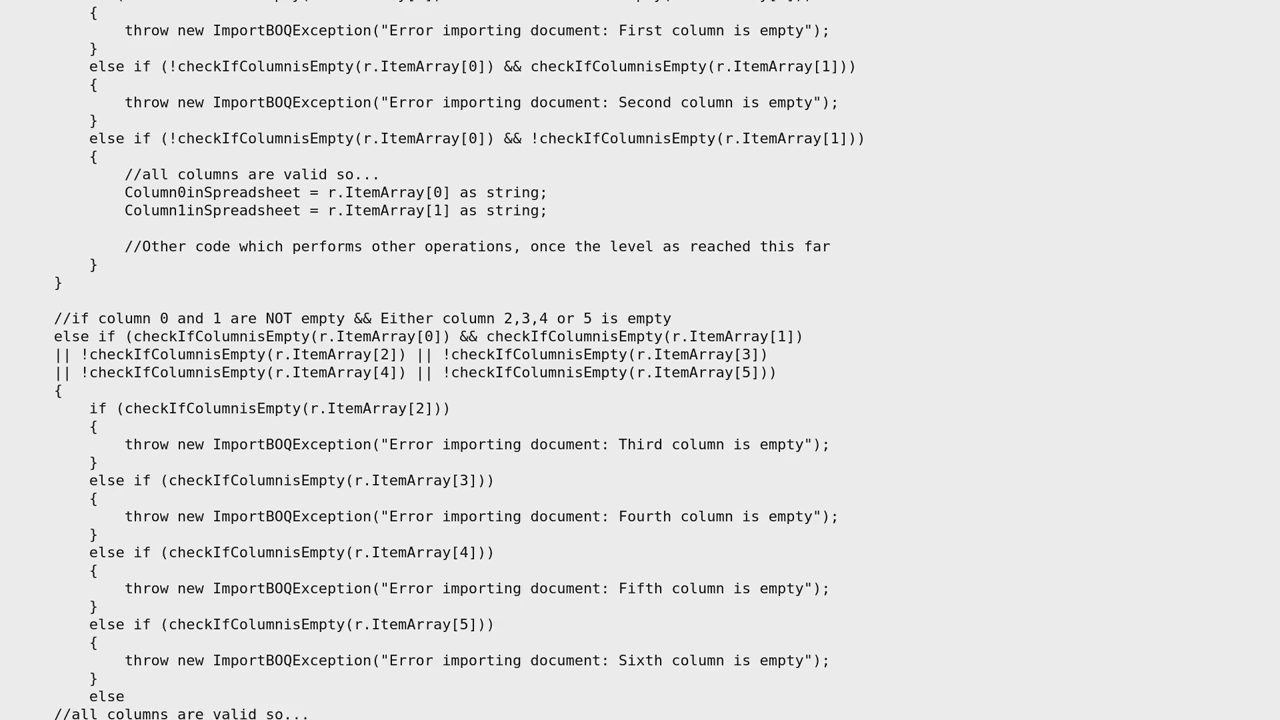 {
throw new ImportBOQException("Error importing document: First column is empty");
}
else if (!checkIfColumnisEmpty(r.ItemArray[0]) && checkIfColumnisEmpty(r.ItemArray[1]))
{
throw new ImportBOQException("Error importing document: Second column is empty");
}
else if (!checkIfColumnisEmpty(r.ItemArray[0]) && !checkIfColumnisEmpty(r.ItemArray[1]))
{
//all columns are valid so...
Column0inSpreadsheet = r.ItemArray[0] as string;
Column1inSpreadsheet = r.ItemArray[1] as string;
//Other code which performs other operations, once the level as reached this far
}
}
//if column 0 and 1 are NOT empty && Either column 2,3,4 or 5 is empty
else if (checkIfColumnisEmpty(r.ItemArray[0]) && checkIfColumnisEmpty(r.ItemArray[1])
|| !checkIfColumnisEmpty(r.ItemArray[2]) || !checkIfColumnisEmpty(r.ItemArray[3])
|| !checkIfColumnisEmpty(r.ItemArray[4]) || !checkIfColumnisEmpty(r.ItemArray[5]))
{
if (checkIfColumnisEmpty(r.ItemArray[2]))
{
throw new ImportBOQException("Error importing document: Third column is empty");
}
else if (checkIfColumnisEmpty(r.ItemArray[3]))
{
throw new ImportBOQException("Error importing document: Fourth column is empty");
}
else if (checkIfColumnisEmpty(r.ItemArray[4]))
{
throw new ImportBOQException("Error importing document: Fifth column is empty");
}
else if (checkIfColumnisEmpty(r.ItemArray[5]))
{
throw new ImportBOQException("Error importing document: Sixth column is empty");
}
else
//all columns are valid so...